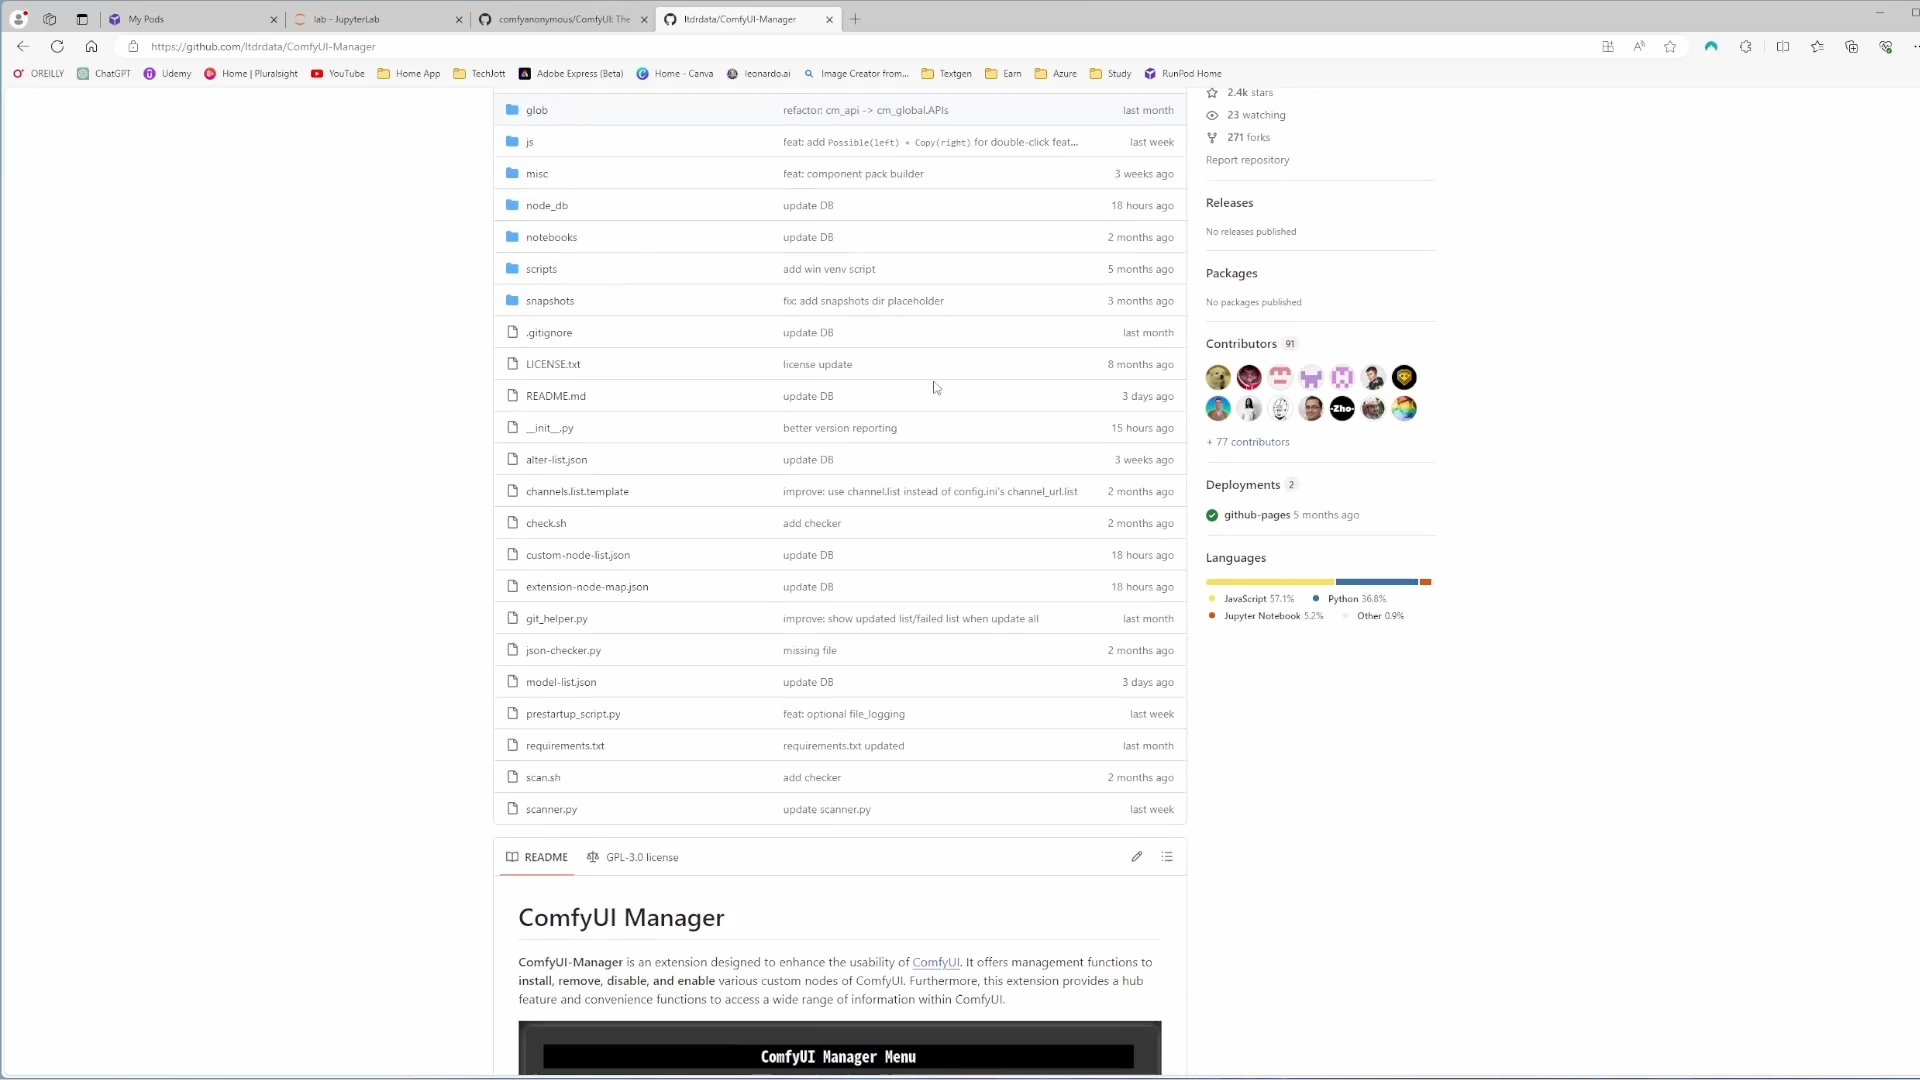 My Pods
lab - JupyterLab
comfyanonymous/ComfyUI: The
ltdrdata/ComfyUI-Manager
https://github.com/ltdrdata/ComfyUI-Manager
OREILLY
ChatGPT
Udemy
Home | Pluralsight
YouTube
Home App
TechJott
Adobe Express (Beta)
Home - Canva
leonardo.ai
Image Creator from...
Textgen
Earn
Azure
Study
RunPod Home
glob refactor: cm_api -> cm_global.APIs last month
js feat: add Possible(left) + Copy(right) for double-click feat... last week
misc feat: component pack builder 3 weeks ago
node_db update DB 18 hours ago
notebooks update DB 2 months ago
scripts add win venv script 5 months ago
snapshots fix: add snapshots dir placeholder 3 months ago
.gitignore update DB last month
LICENSE.txt license update 8 months ago
README.md update DB 3 days ago
__init__.py better version reporting 15 hours ago
alter-list.json update DB 3 weeks ago
channels.list.template improve: use channel.list instead of config.ini's channel_url.list 2 months ago
check.sh add checker 2 months ago
custom-node-list.json update DB 18 hours ago
extension-node-map.json update DB 18 hours ago
git_helper.py improve: show updated list/failed list when update all last month
json-checker.py missing file 2 months ago
model-list.json update DB 3 days ago
prestartup_script.py feat: optional file_logging last week
requirements.txt requirements.txt updated last month
scan.sh add checker 2 months ago
scanner.py update scanner.py last week
README
GPL-3.0 license
ComfyUI Manager
ComfyUI-Manager is an extension designed to enhance the usability of ComfyUI. It offers management functions to
install, remove, disable, and enable various custom nodes of ComfyUI. Furthermore, this extension provides a hub
feature and convenience functions to access a wide range of information within ComfyUI.
ComfyUI Manager Menu
2.4k stars
23 watching
271 forks
Report repository
Releases
No releases published
Packages
No packages published
Contributors 91
-Zho-
+ 77 contributors
Deployments 2
github-pages 5 months ago
Languages
JavaScript 57.1% Python 36.8%
Jupyter Notebook 5.2% Other 0.9%